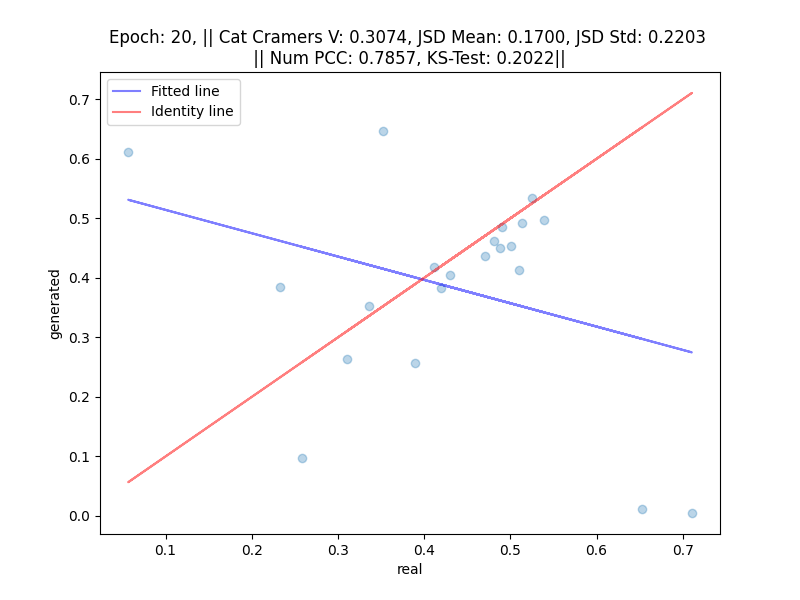 Epoch: 20, || Cat Cramers V: 0.3074, JSD Mean: 0.1700, JSD Std: 0.2203
|| Num PCC: 0.7857, KS-Test: 0.2022||
Fitted line
Identity line
generated
0.7
0.6
0.5
0.4
0.3
0.2
0.1
0.0
0.1 0.2 0.3 0.4 0.5 0.6 0.7
real